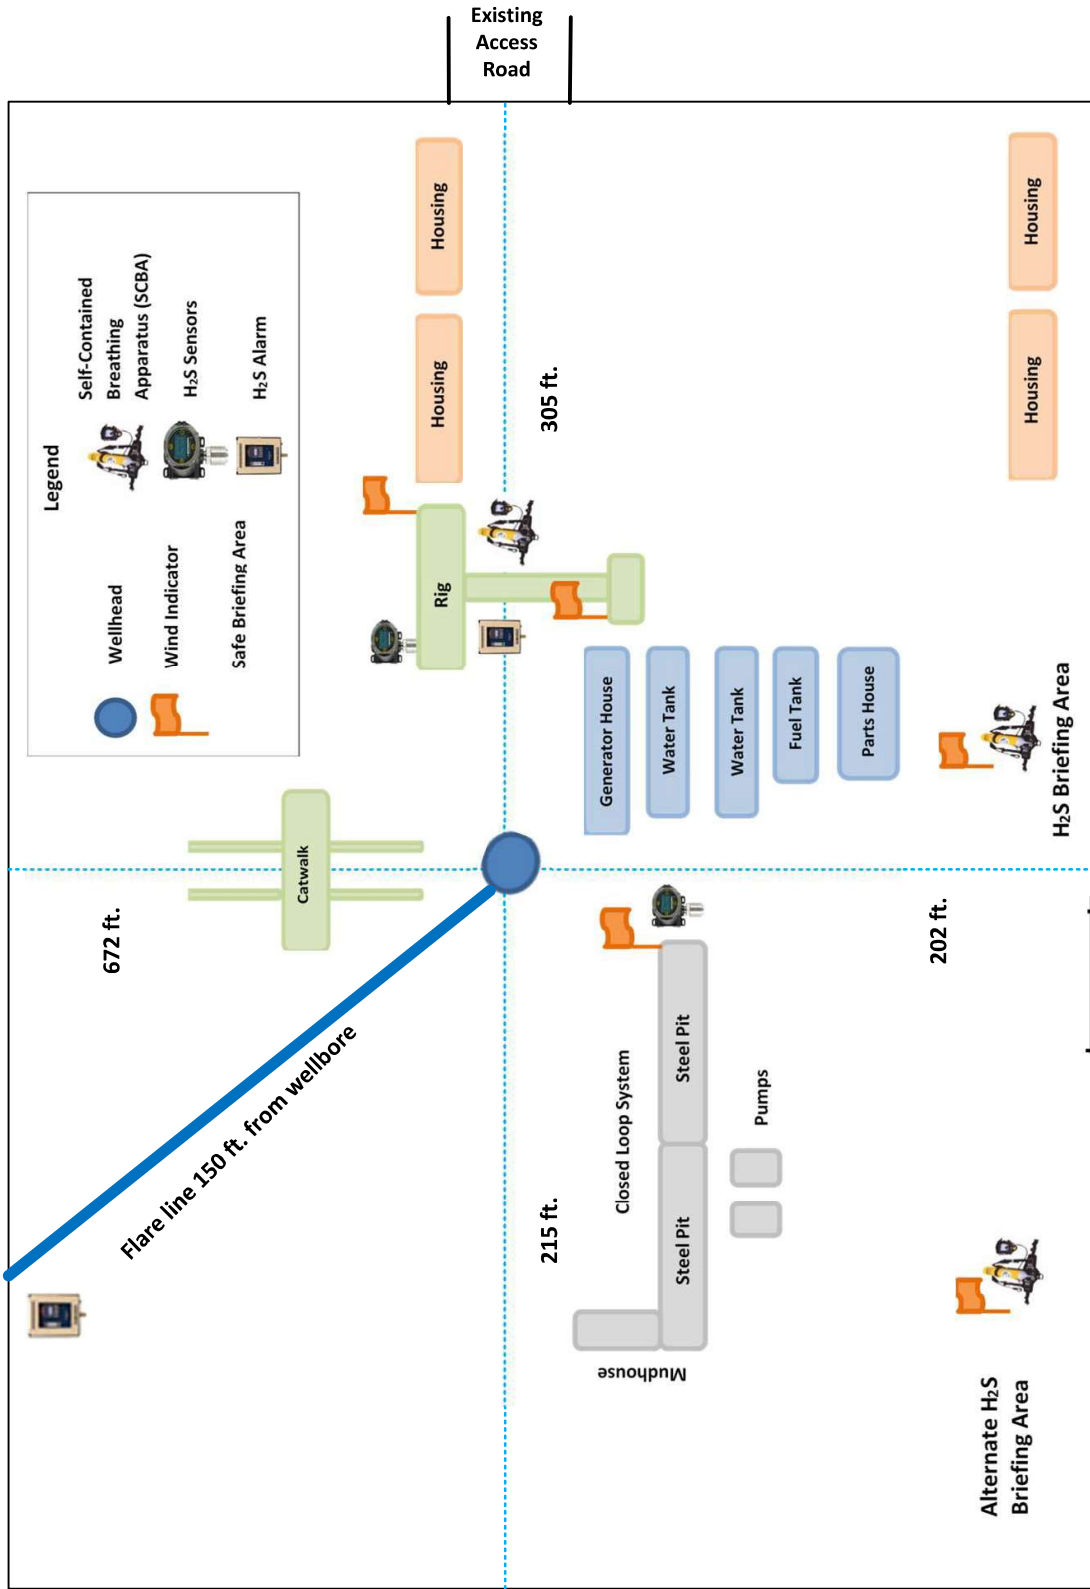 Existing
Access
Road
Legend
Self-Contained
Breathing
Apparatus (SCBA)
H₂S Sensors
H₂S Alarm
Wellhead
Wind Indicator
Safe Briefing Area
Housing
Housing
Housing
Housing
305 ft.
Rig
Catwalk
672 ft.
Flare line 150 ft. from wellbore
Generator House
Water Tank
Water Tank
Fuel Tank
Parts House
H₂S Briefing Area
202 ft.
215 ft.
Closed Loop System
Steel Pit
Steel Pit
Pumps
Mudhouse
Alternate H₂S
Briefing Area